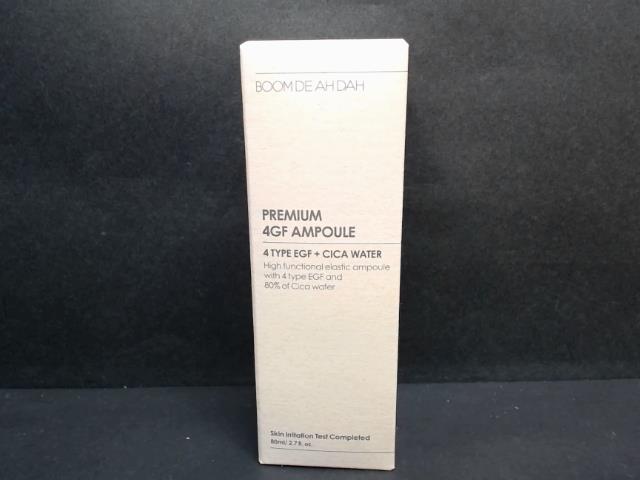 BOOM DE AH DAH
PREMIUM
4GF AMPOULE
4 TYPE EGF + CICA WATER
High functional elastic ampoule
with 4 type EGF and
80% of Cica water
Skin Irritation Test Completed
80ml/ 2.7 fl. oz.